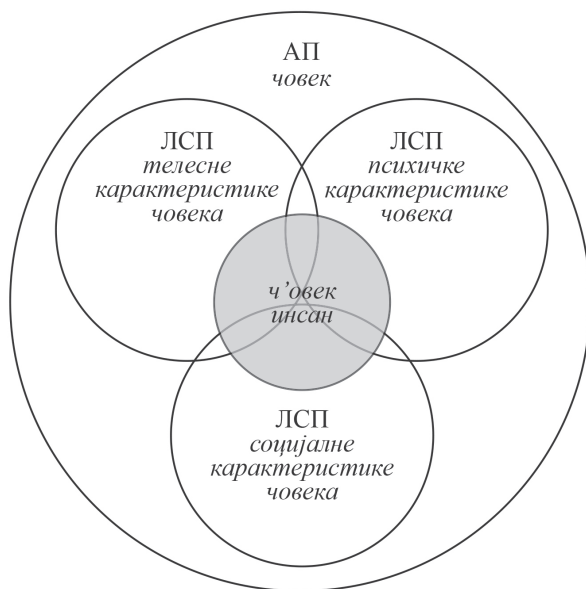 АП
човек
ЛСП
телесне
карактеристике
човека
ЛСП
психичке
карактеристике
човека
ч’овек
инсан
ЛСП
социјалне
карактеристике
човека